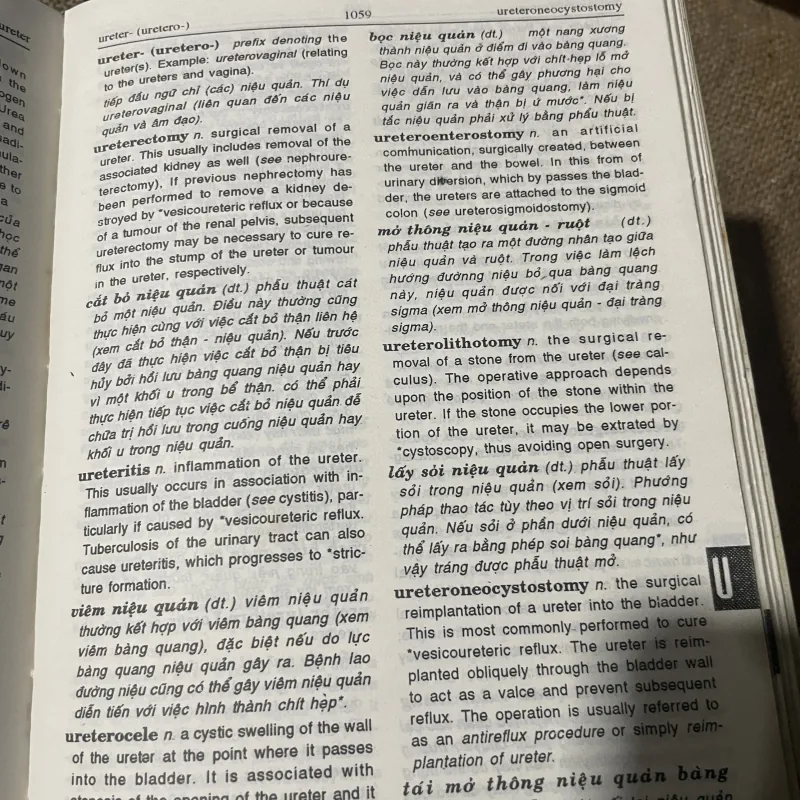 ureter- (uretero-)
1059
ureteroneocystostomy
ureter- (uretero-) prefix denoting the
ureter(s). Example: ureterovaginal (relating
to the ureters and vagina).
tiếp đầu ngữ chỉ (các) niệu quản. Thí dụ
ureterovaginal (liên quan đến các niệu
quản và âm đạo).
ureterectomy n. surgical removal of a
ureter. This usually includes removal of the
associated kidney as well (see nephroure-
terectomy), If previous nephrectomy has
been performed to remove a kidney de-
stroyed by *vesicoureteric reflux or because
of a tumour of the renal pelvis, subsequent
ureterectomy may be necessary to cure re-
flux into the stump of the ureter or tumour
in the ureter, respectively.
cắt bỏ niệu quản (dt.) phẫu thuật cát
bỏ một niệu quản. Điều này thường cũng
thực hiện cùng với việc cắt bỏ thận liên hệ
(xem cắt bỏ thận - niệu quản). Nếu trước
đây đã thực hiện việc cắt bỏ thận bị tiêu
hủy bởi hồi lưu bàng quang niệu quản hay
vì một khối u trong bể thận. có thể phải
thực hiện tiếp tục việc cắt bỏ niệu quản để
chữa trị hồi lưu trong cuống niệu quản hay
khối u trong niệu quản.
ureteritis n. inflammation of the ureter.
This usually occurs in association with in-
flammation of the bladder (see cystitis), par-
ticularly if caused by *vesicoureteric reflux.
Tuberculosis of the urinary tract can also
cause ureteritis, which progresses to *stric-
ture formation.
viêm niệu quản (dt.) viêm niệu quản
thường kết hợp với viêm bàng quang (xem
viêm bàng quang), đặc biệt nếu do lực
bàng quang niệu quản gây ra. Bệnh lao
đường niệu cũng có thể gây viêm niệu quản
diễn tiến với việc hình thành chít hẹp*.
ureterocele n. a cystic swelling of the wall
of the ureter at the point where it passes
into the bladder. It is associated with
of the opening of the ureter and it
bọc niệu quản (dt.) một nang xương
thành niệu quản ở điểm đi vào bàng quang.
Bọc này thường kết hợp với chít-hẹp lỗ mở
niệu quản, và có thể gây phương hại cho
việc dẫn lưu vào bàng quang, làm niệu
quản giãn ra và thận bị ứ mước*. Nếu bị
tắc niệu quản phải xử lý bằng phẩu thuật.
ureteroenterostomy n. an artificial
communication, surgically created, between
the ureter and the bowel. In this from of
urinary diversion, which by passes the blad-
der, the ureters are attached to the sigmoid
colon (see ureterosigmoidostomy).
mở thông niệu quản - ruột (dt.)
phẫu thuật tạo ra một đường nhân tạo giữa
niệu quản và ruột. Trong việc làm lệch
hướng đườnng niệu bỏ qua bàng quang
này, niệu quản được nối với đại tràng
sigma (xem mở thông niệu quản - đại tràng
sigma).
ureterolithotomy n. the surgical re-
moval of a stone from the ureter (see cal-
culus). The operative approach depends
upon the position of the stone within the
ureter. If the stone occupies the lower por-
tion of the ureter, it may be extrated by
*cystoscopy, thus avoiding open surgery.
lấy sỏi niệu quản (dt.) phẫu thuật lấy
sỏi trong niệu quản (xem sỏi). Phướng
pháp thao tác tùy theo vị trí sỏi trong niệu
quản. Nếu sỏi ở phần dưới niệu quản, có
thể lấy ra bằng phép soi bàng quang*, như
vậy tráng được phẫu thuật mở.
ureteroneocystostomy n. the surgical
reimplantation of a ureter into the bladder.
This is most commonly performed to cure
*vesicoureteric reflux. The ureter is reim-
planted obliquely through the bladder wall
to act as a valce and prevent subsequent
reflux. The operation is usually referred to
as an antireflux procedure or simply reim-
plantation of ureter.
tái mở thông niệu quản bàng
U